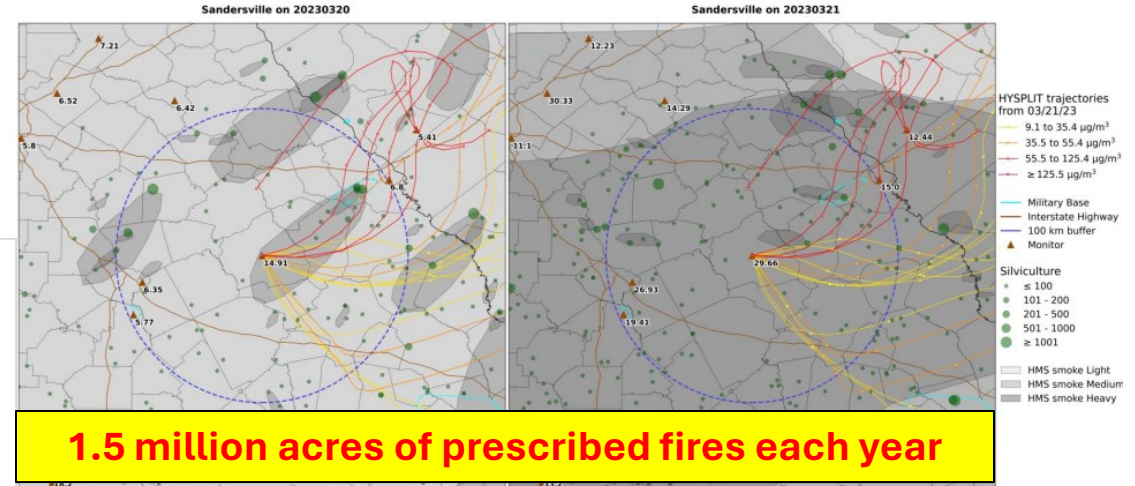 Sandersville on 20230320
Sandersville on 20230321
7.21
6.52
6.42
5.8
5.41
6.8
14.91
6.35
5.77
12.23
30.33
14.29
11.1
12.44
15.0
29.66
26.93
19.41
HYSPLIT trajectories
from 03/21/23
9.1 to 35.4 μg/m³
35.5 to 55.4 μg/m³
55.5 to 125.4 μg/m³
≥ 125.5 μg/m³
Military Base
Interstate Highway
100 km buffer
Monitor
Silviculture
≤ 100
101 - 200
201 - 500
501 - 1000
≥ 1001
HMS smoke Light
HMS smoke Medium
HMS smoke Heavy
1.5 million acres of prescribed fires each year